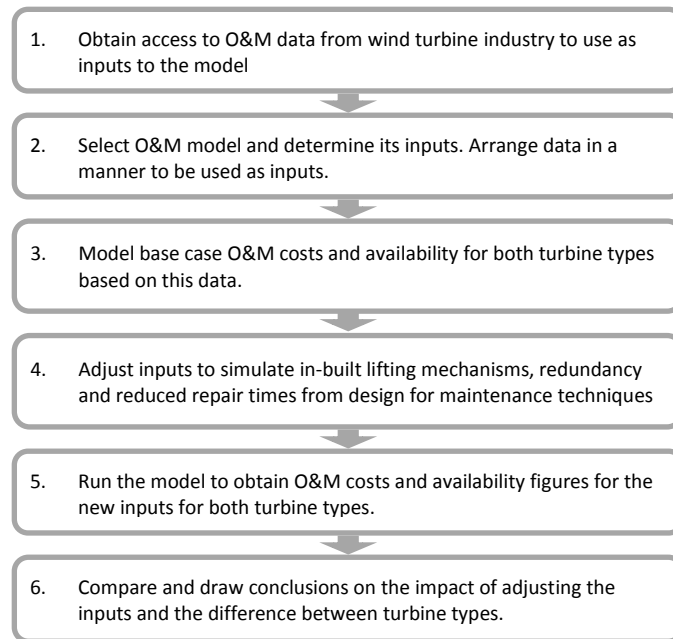 1. Obtain access to O&M data from wind turbine industry to use as
inputs to the model
2. Select O&M model and determine its inputs. Arrange data in a
manner to be used as inputs.
3. Model base case O&M costs and availability for both turbine types
based on this data.
4. Adjust inputs to simulate in-built lifting mechanisms, redundancy
and reduced repair times from design for maintenance techniques
5. Run the model to obtain O&M costs and availability figures for the
new inputs for both turbine types.
6. Compare and draw conclusions on the impact of adjusting the
inputs and the difference between turbine types.